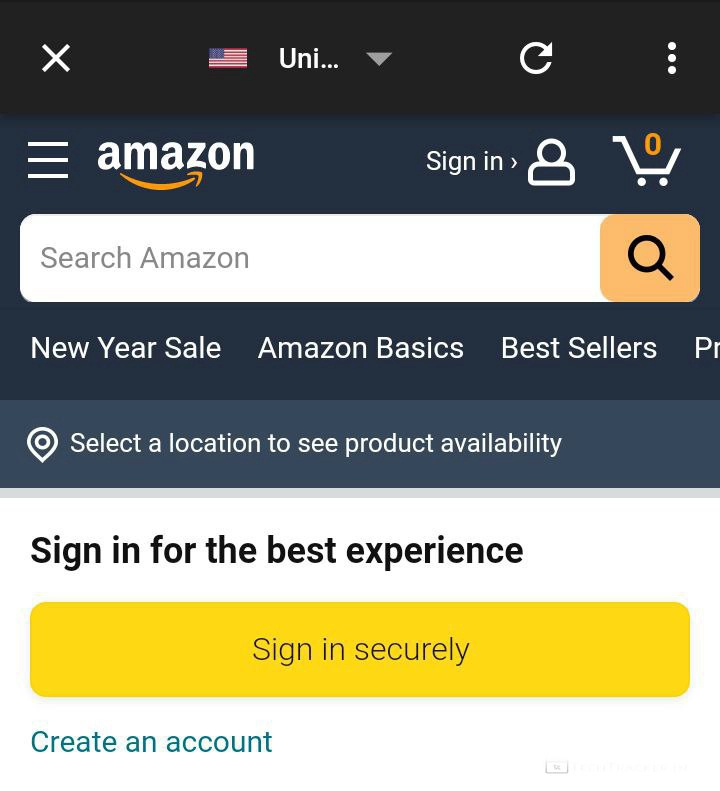 Uni...
amazon
Sign in ›
0
Search Amazon
New Year Sale Amazon Basics Best Sellers Pr
Select a location to see product availability
Sign in for the best experience
Sign in securely
Create an account